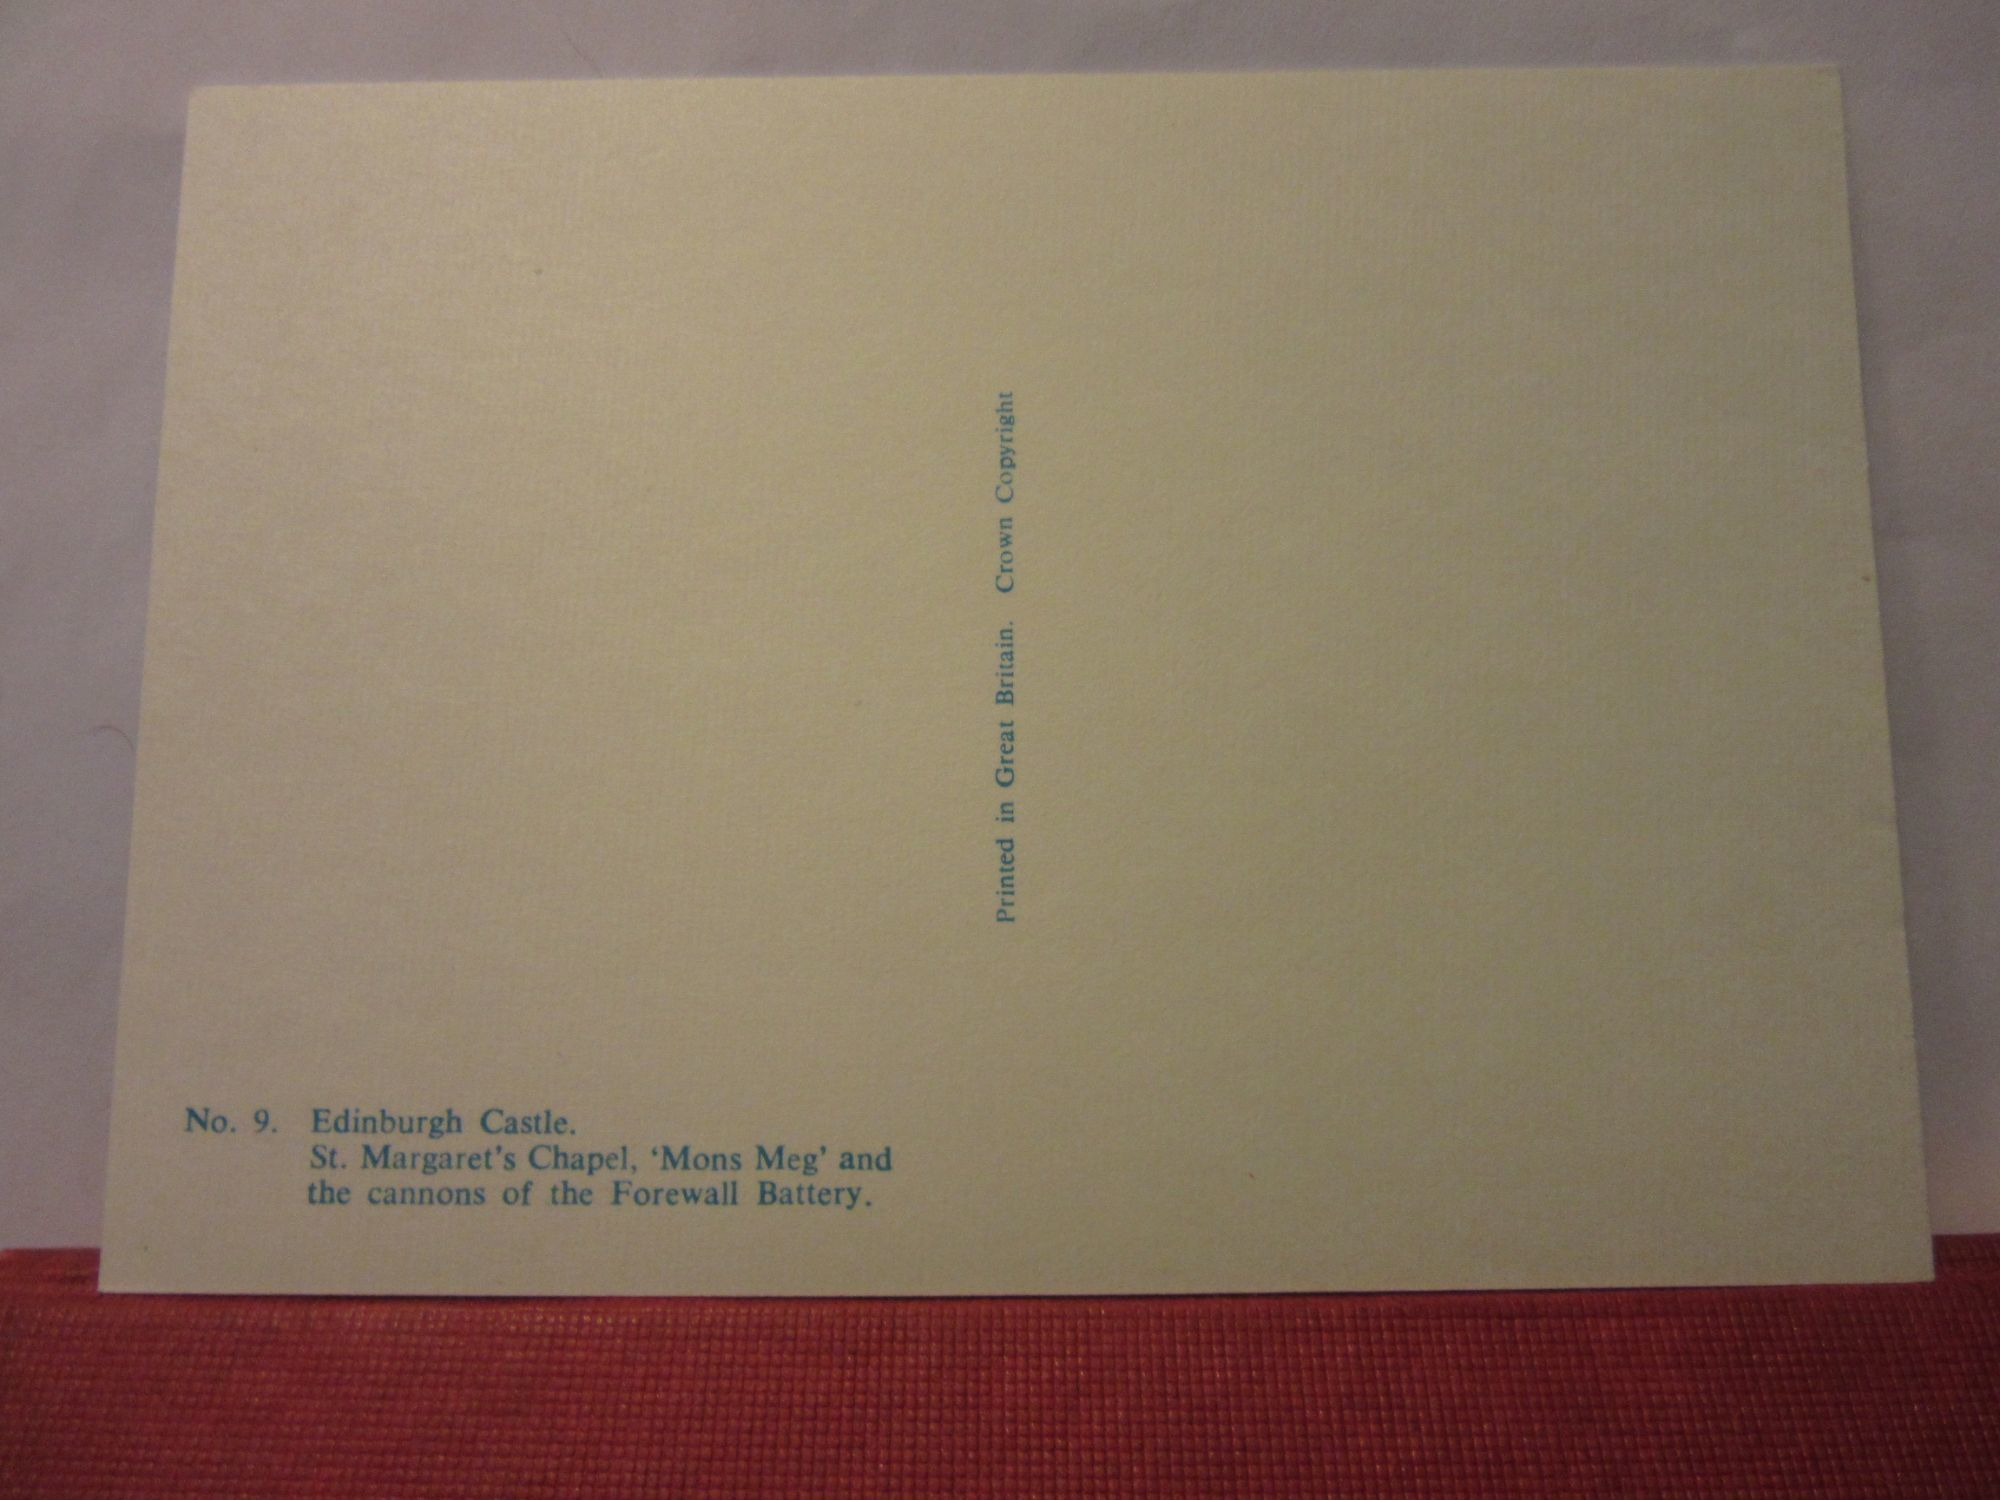 Printed in Great Britain. Crown Copyright
No. 9. Edinburgh Castle.
St. Margaret's Chapel, ‘Mons Meg’ and
the cannons of the Forewall Battery.